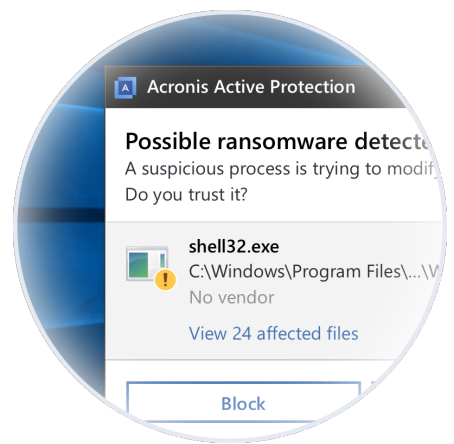 Acronis Active Protection
Possible ransomware detecte
A suspicious process is trying to modify
Do you trust it?
shell32.exe
C:\Windows\Program Files\...\W
No vendor
View 24 affected files
Block